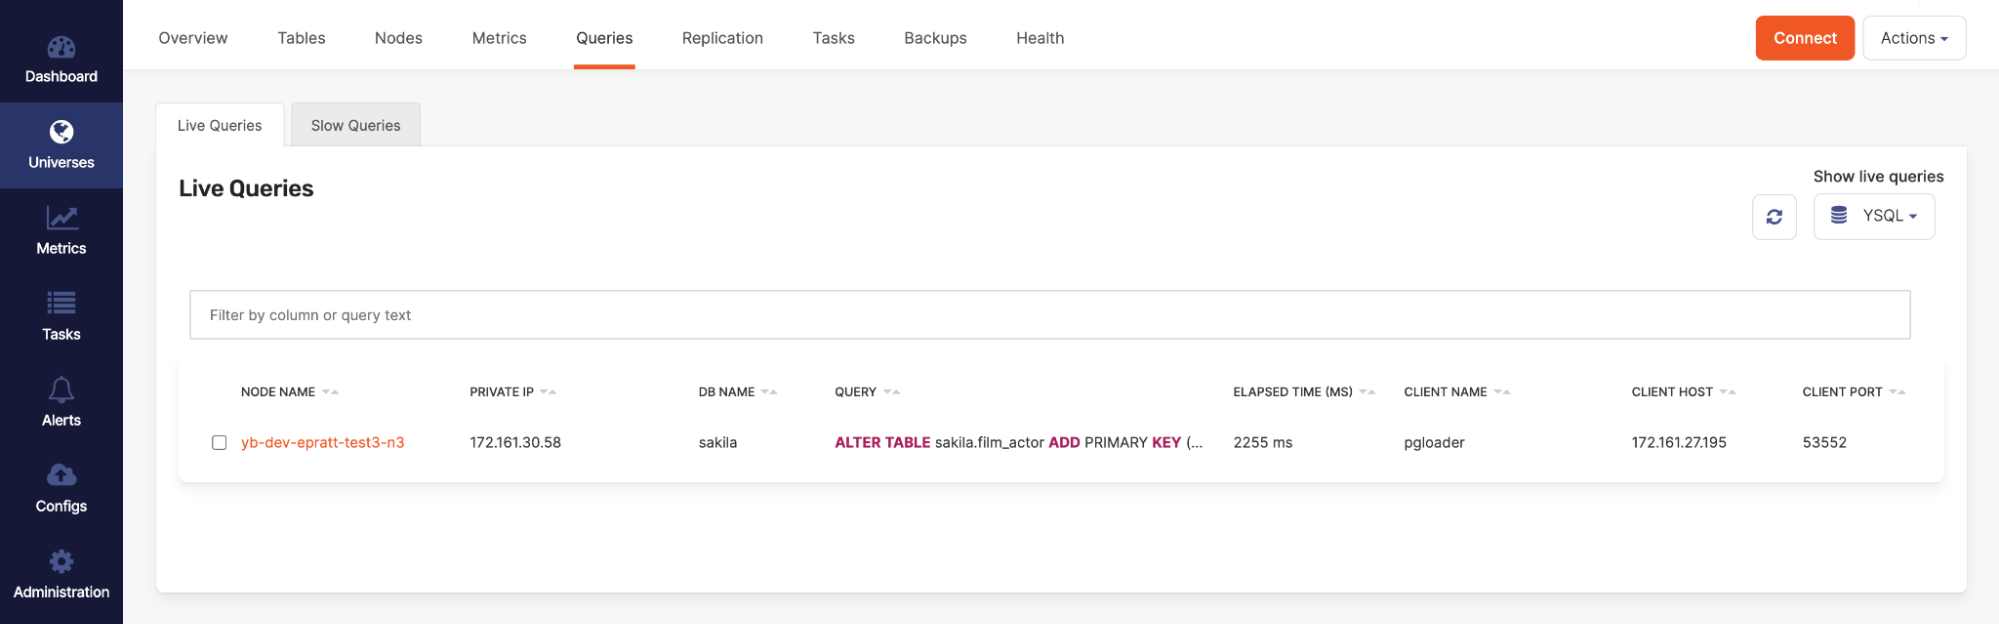 Dashboard
Universes
Metrics
Tasks
Alerts
Configs
Administration
Overview Tables Nodes Metrics Queries Replication Tasks Backups Health Connect Actions
Live Queries Slow Queries
Live Queries
Show live queries
YSQL
Filter by column or query text
NODE NAME PRIVATE IP DB NAME QUERY ELAPSED TIME (MS) CLIENT NAME CLIENT HOST CLIENT PORT
yb-dev-epratt-test3-n3 172.161.30.58 sakila ALTER TABLE sakila.film_actor ADD PRIMARY KEY (... 2255 ms pgloader 172.161.27.195 53552